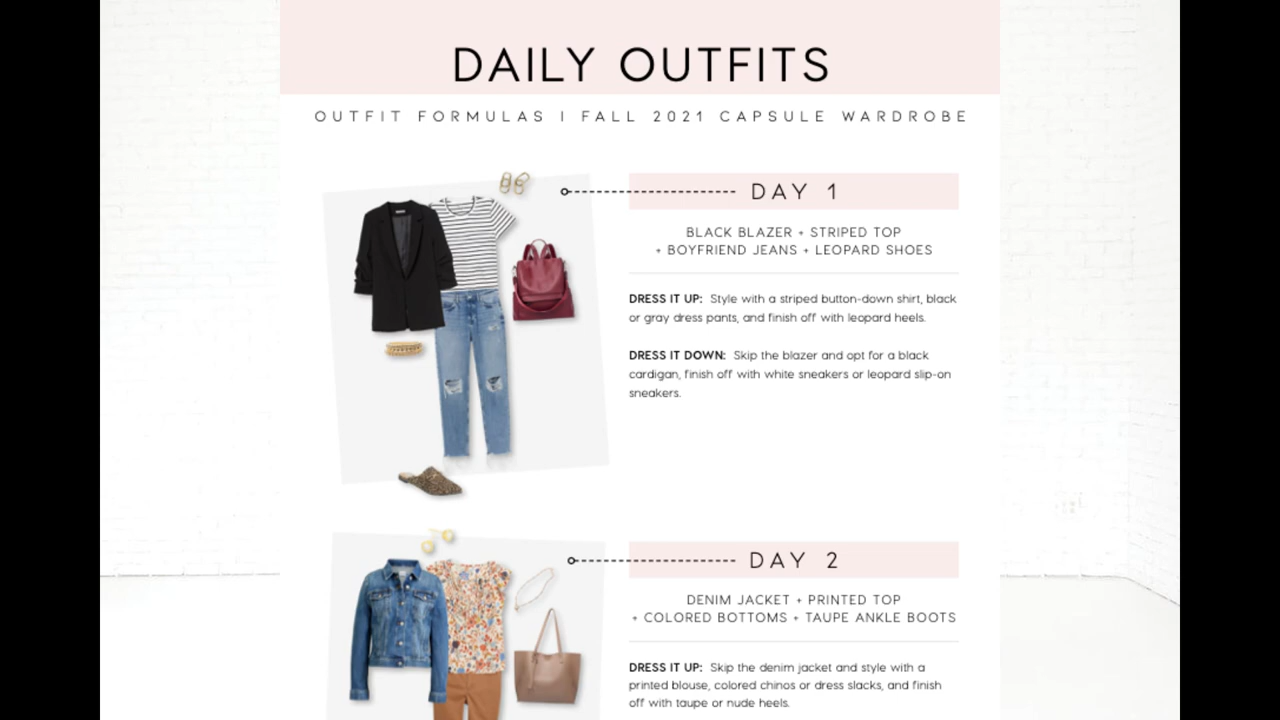 DAILY OUTFITS
OUTFIT FORMULAS | FALL 2021 CAPSULE WARDROBE
DAY 1
BLACK BLAZER + STRIPED TOP
+ BOYFRIEND JEANS + LEOPARD SHOES
DRESS IT UP: Style with a striped button-down shirt, black
or gray dress pants, and finish off with leopard heels.
DRESS IT DOWN: Skip the blazer and opt for a black
cardigan, finish off with white sneakers or leopard slip-on
sneakers.
DAY 2
DENIM JACKET + PRINTED TOP
+ COLORED BOTTOMS + TAUPE ANKLE BOOTS
DRESS IT UP: Skip the denim jacket and style with a
printed blouse, colored chinos or dress slacks, and finish
off with taupe or nude heels.